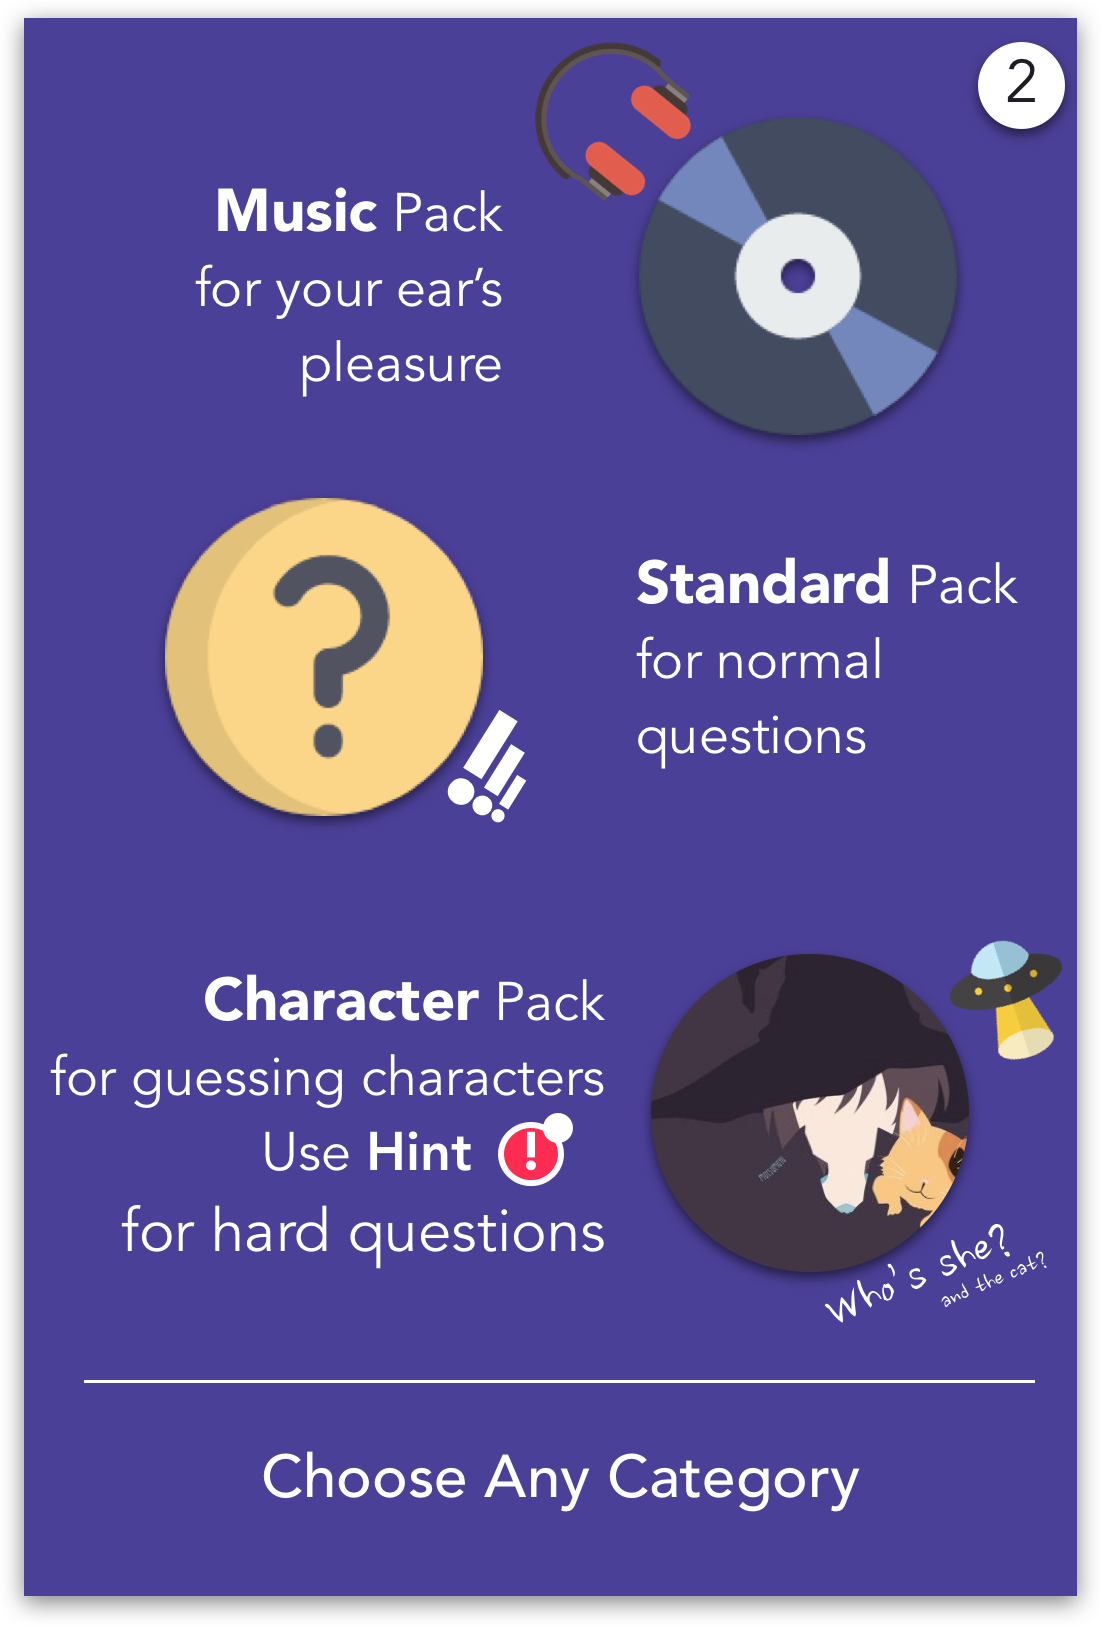 2
Music Pack
for your ear’s
pleasure
Standard Pack
for normal
questions
Character Pack
for guessing characters
Use Hint
for hard questions
Who's she?
and the cat?
Choose Any Category